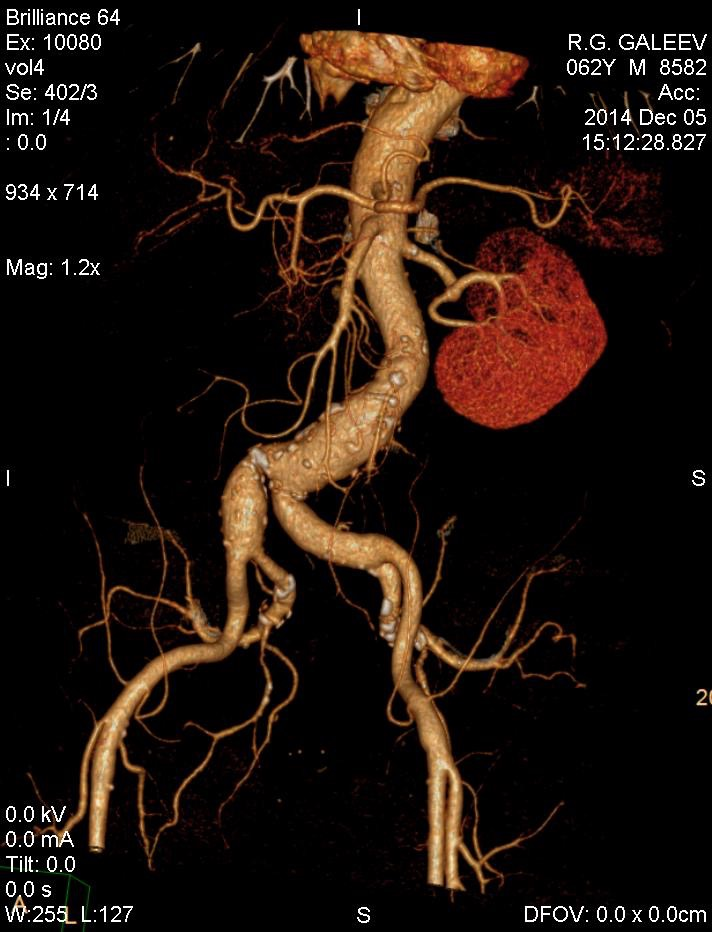 Brilliance 64
Ex: 10080
vol4
Se: 402/3
Im: 1/4
: 0.0
934 x 714
Mag: 1.2x
I
R.G. GALEEV
062Y M 8582
Acc:
2014 Dec 05
15:12:28.827
I
S
20
0.0 kV
0.0 mA
Tilt: 0.0
0.0 s
A
L
W:255 L:127
S
DFOV: 0.0 x 0.0cm